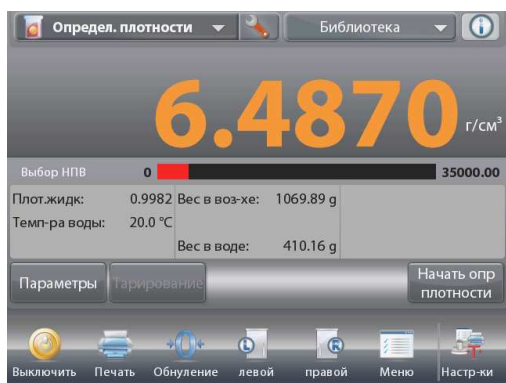 Определ. плотности Библиотека
6.4870 г/см³
Выбор НПВ 0 35000.00
Плот.жидк: 0.9982 Вес в воз-хе: 1069.89 g
Темп-ра воды: 20.0 °C
Вес в воде: 410.16 g
Параметры Тарирование Начать опр
плотности
Выключить Печать Обнуление левой правой Меню Настр-ки